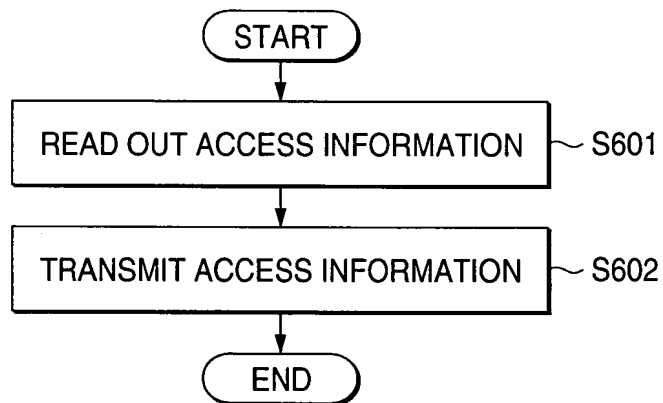 START
READ OUT ACCESS INFORMATION S601
TRANSMIT ACCESS INFORMATION S602
END